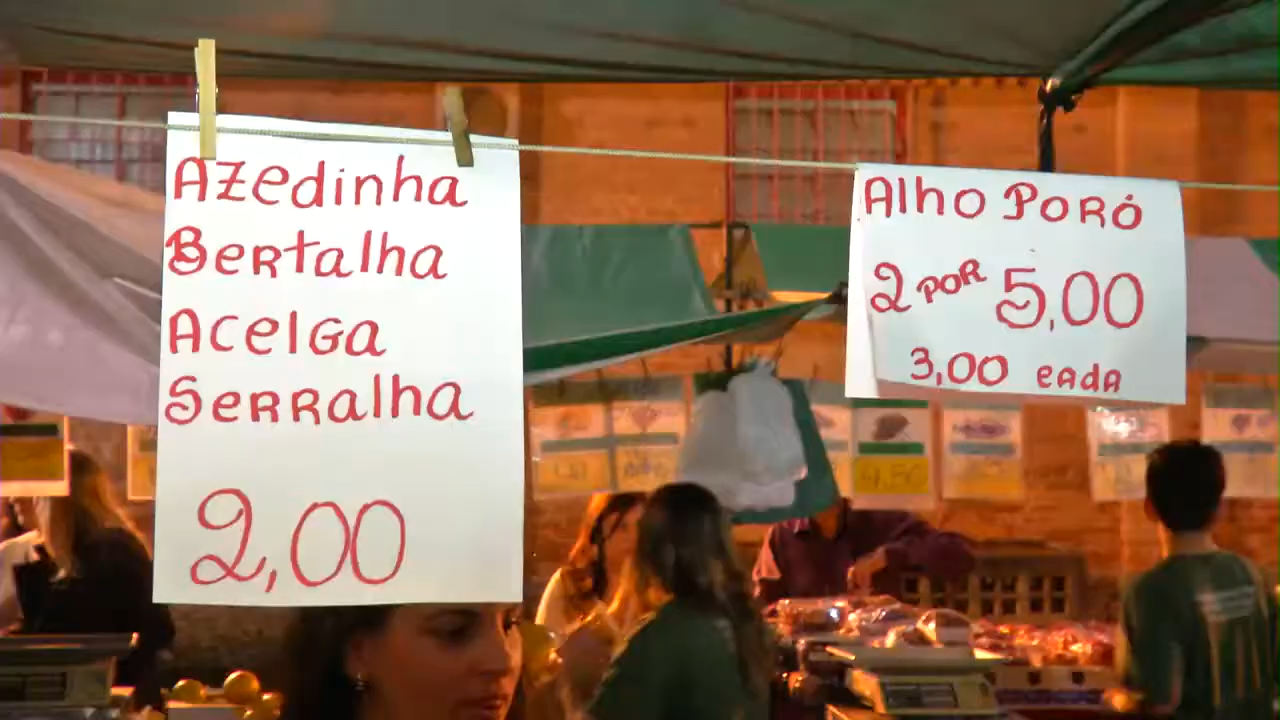 Azedinha
Bertalha
Acelga
Serralha
2,00
Alho Poró
2 por 5,00
3,00 cada